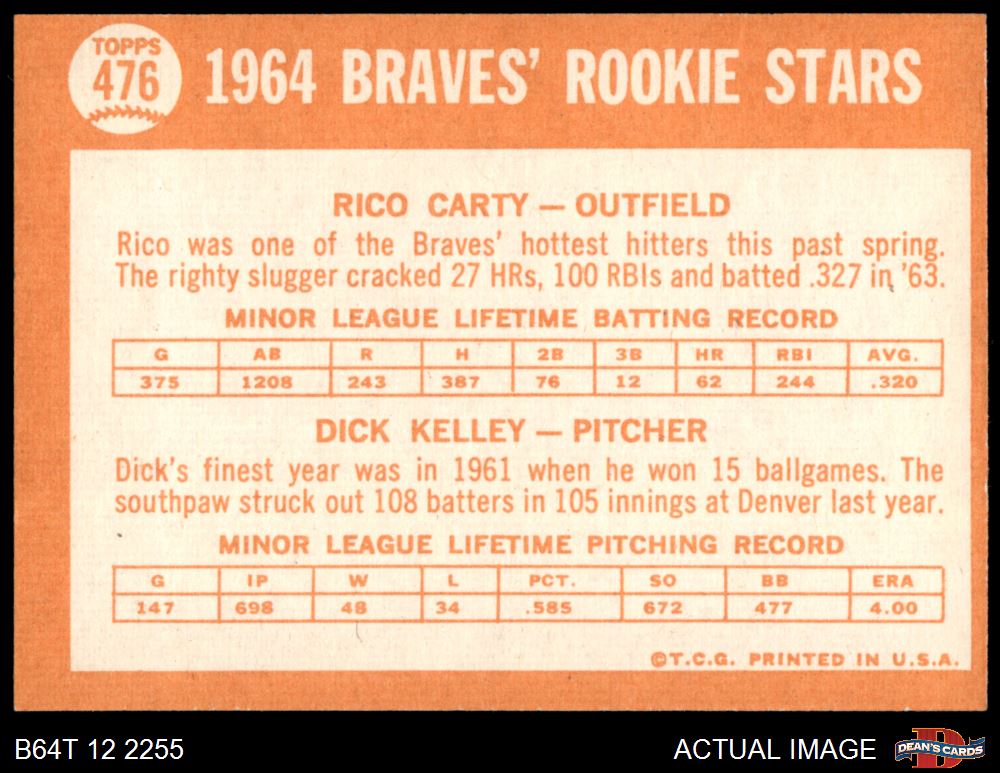 TOPPS
476
1964 BRAVES' ROOKIE STARS
RICO CARTY — OUTFIELD
Rico was one of the Braves' hottest hitters this past spring.
The righty slugger cracked 27 HRs, 100 RBIs and batted .327 in '63.
MINOR LEAGUE LIFETIME BATTING RECORD
G AB R H 2B 3B HR RBI AVG.
375 1208 243 387 76 12 62 244 .320
DICK KELLEY — PITCHER
Dick's finest year was in 1961 when he won 15 ballgames. The
southpaw struck out 108 batters in 105 innings at Denver last year.
MINOR LEAGUE LIFETIME PITCHING RECORD
G IP W L PCT. SO BB ERA
147 698 48 34 .585 672 477 4.00
©T.C.G. PRINTED IN U.S.A.
B64T 12 2255
ACTUAL IMAGE
D
DEAN'S CARDS